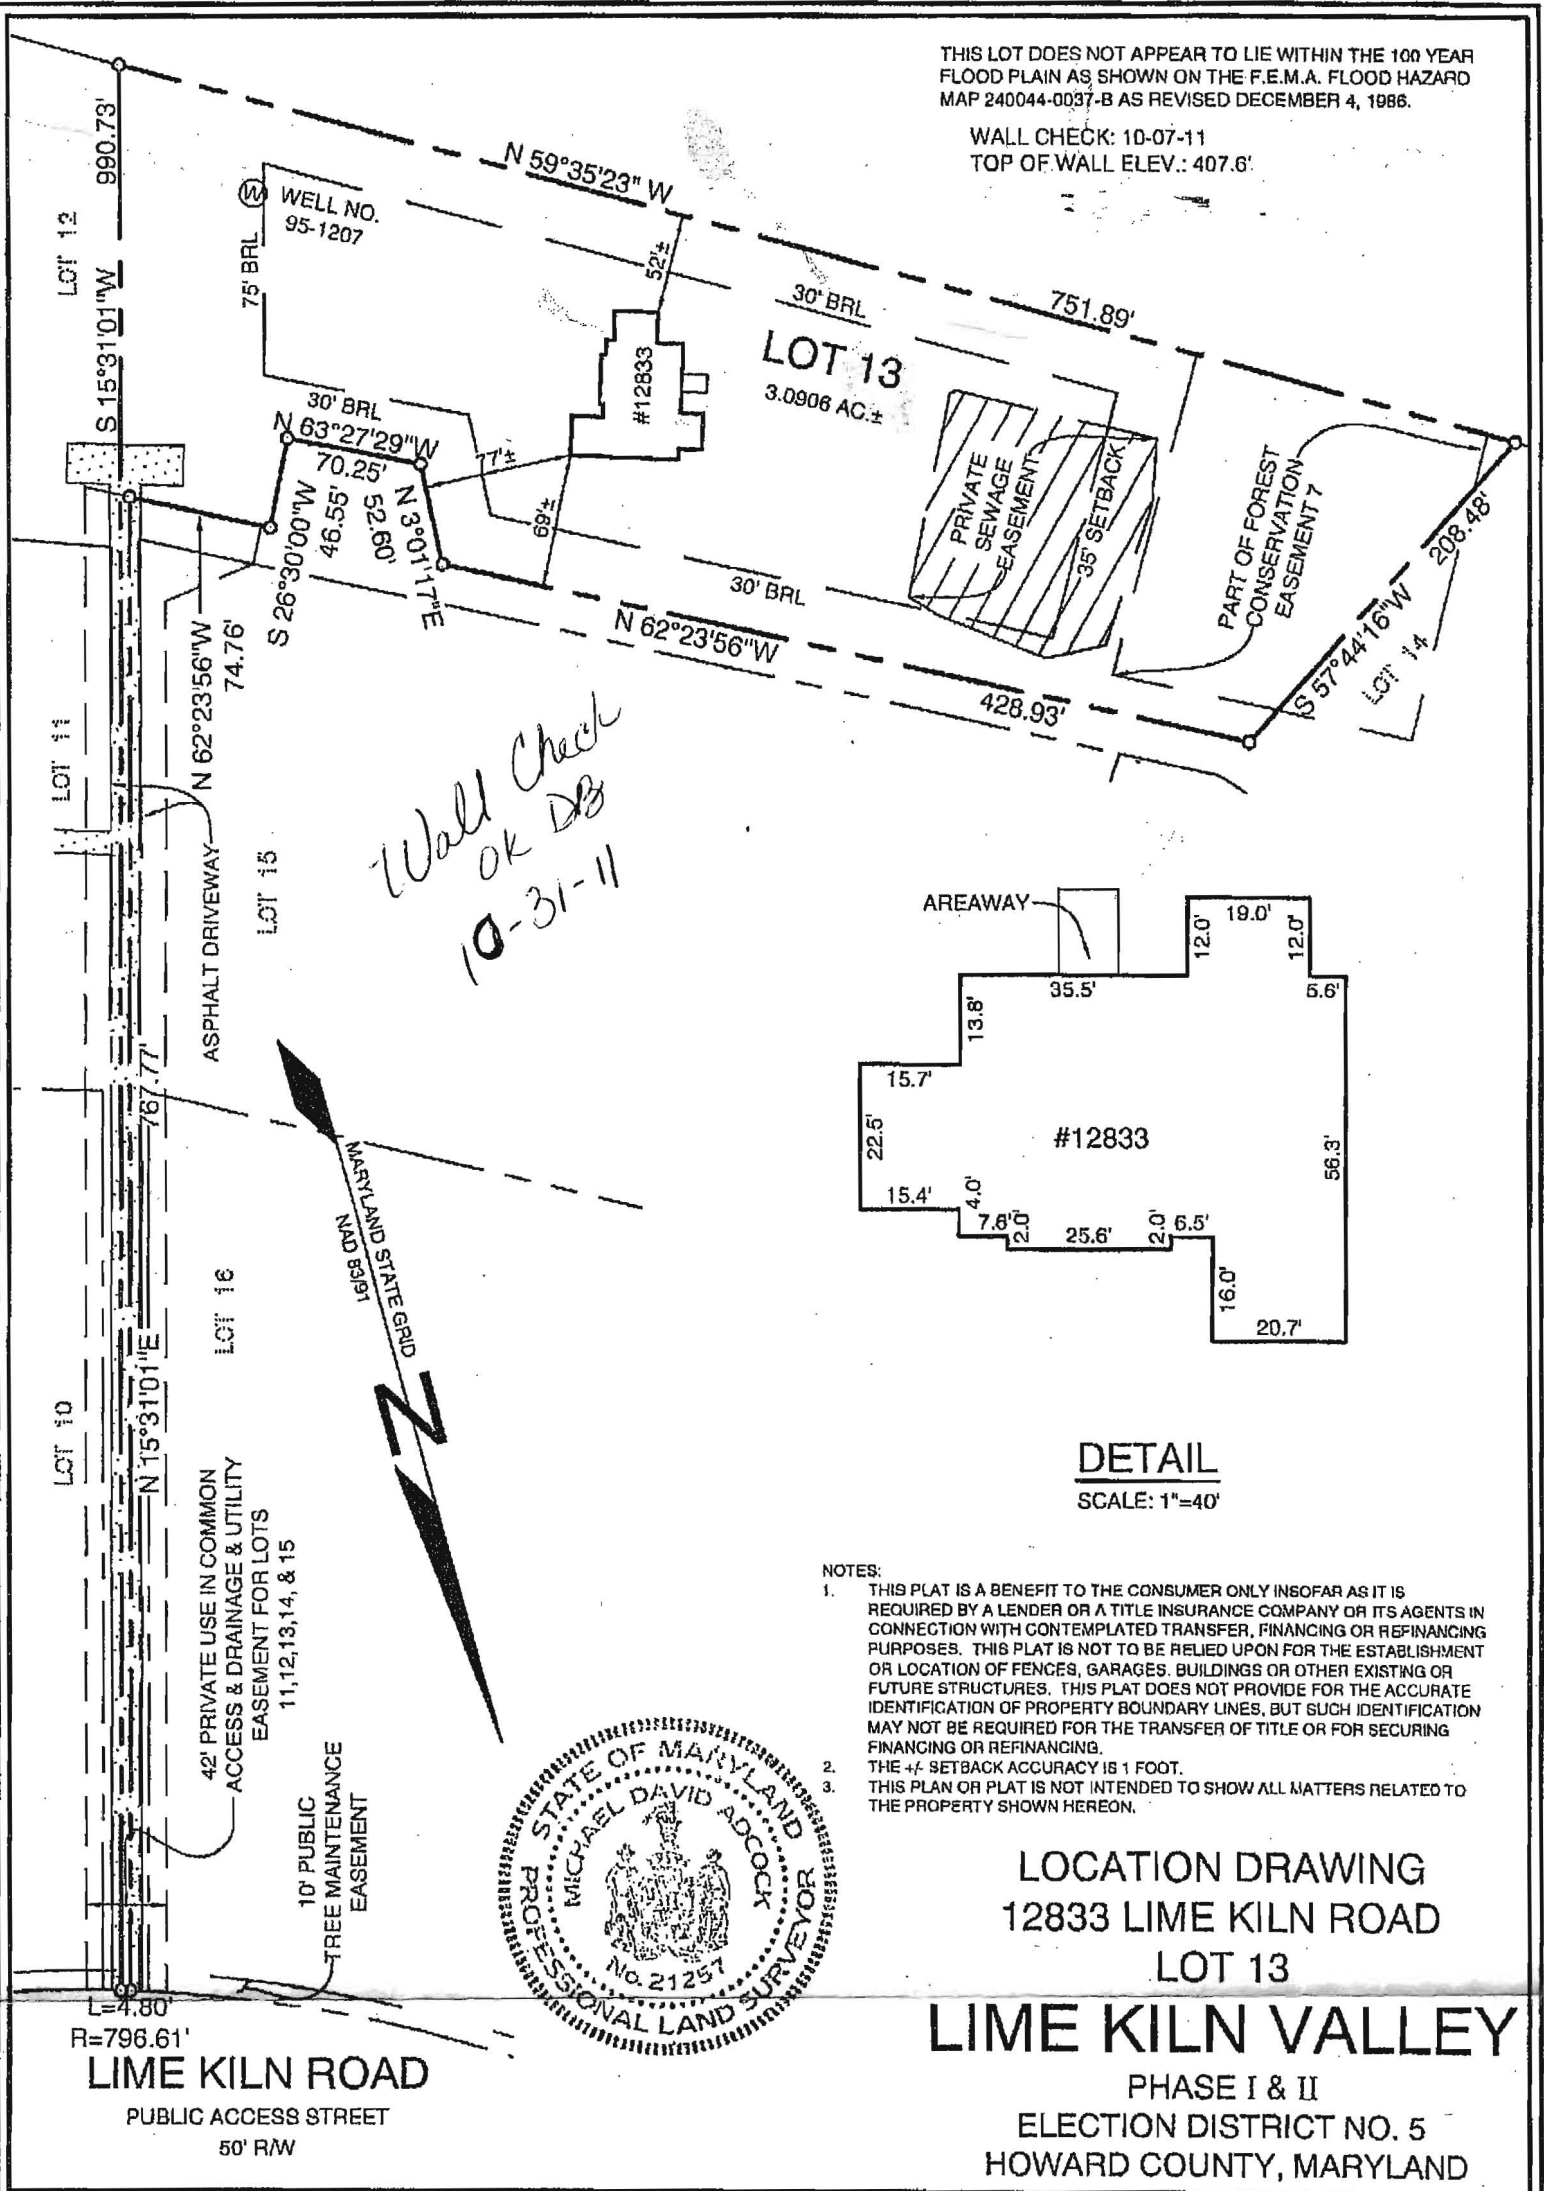 THIS LOT DOES NOT APPEAR TO LIE WITHIN THE 100 YEAR
FLOOD PLAIN AS SHOWN ON THE F.E.M.A. FLOOD HAZARD
MAP 240044-0037-B AS REVISED DECEMBER 4, 1986.
WALL CHECK: 10-07-11
TOP OF WALL ELEV.: 407.6'
990.73'
S 15°31'01"W
LOT 12
N 59°35'23" W
751.89'
W
WELL NO.
95-1207
75' BRL
52'±
30' BRL
LOT 13
3.0906 AC.±
#12833
30' BRL
N 63°27'29"W
70.25'
77'±
S 26°30'00"W
46.55'
52.60'
N 3°01'17"E
69'±
30' BRL
PRIVATE
SEWAGE
EASEMENT
35' SETBACK
PART OF FOREST
CONSERVATION
EASEMENT 7
208.48'
S 57°44'16"W
LOT 14
N 62°23'56"W
428.93'
N 62°23'56"W
74.76'
LOT 11
LOT 15
ASPHALT DRIVEWAY
Wall Check
OK DB
10-31-11
767.77'
N 15°31'01"E
LOT 16
LOT 10
MARYLAND STATE GRID
NAD 83/91
N
AREAWAY
19.0'
12.0'
12.0'
35.5'
5.6'
13.8'
15.7'
22.5'
#12833
56.3'
15.4'
4.0'
7.6'
2.0'
25.6'
2.0'
6.5'
16.0'
20.7'
DETAIL
SCALE: 1"=40'
42' PRIVATE USE IN COMMON
ACCESS & DRAINAGE & UTILITY
EASEMENT FOR LOTS
11,12,13,14, & 15
10' PUBLIC
TREE MAINTENANCE
EASEMENT
NOTES:
1. THIS PLAT IS A BENEFIT TO THE CONSUMER ONLY INSOFAR AS IT IS
REQUIRED BY A LENDER OR A TITLE INSURANCE COMPANY OR ITS AGENTS IN
CONNECTION WITH CONTEMPLATED TRANSFER, FINANCING OR REFINANCING
PURPOSES. THIS PLAT IS NOT TO BE RELIED UPON FOR THE ESTABLISHMENT
OR LOCATION OF FENCES, GARAGES, BUILDINGS OR OTHER EXISTING OR
FUTURE STRUCTURES. THIS PLAT DOES NOT PROVIDE FOR THE ACCURATE
IDENTIFICATION OF PROPERTY BOUNDARY LINES, BUT SUCH IDENTIFICATION
MAY NOT BE REQUIRED FOR THE TRANSFER OF TITLE OR FOR SECURING
FINANCING OR REFINANCING.
2. THE +/- SETBACK ACCURACY IS 1 FOOT.
3. THIS PLAN OR PLAT IS NOT INTENDED TO SHOW ALL MATTERS RELATED TO
THE PROPERTY SHOWN HEREON.
STATE OF MARYLAND
MICHAEL DAVID ADCOCK
No. 21257
PROFESSIONAL LAND SURVEYOR
L=4.80'
R=796.61'
LIME KILN ROAD
PUBLIC ACCESS STREET
50' R/W
LOCATION DRAWING
12833 LIME KILN ROAD
LOT 13
LIME KILN VALLEY
PHASE I & II
ELECTION DISTRICT NO. 5
HOWARD COUNTY, MARYLAND